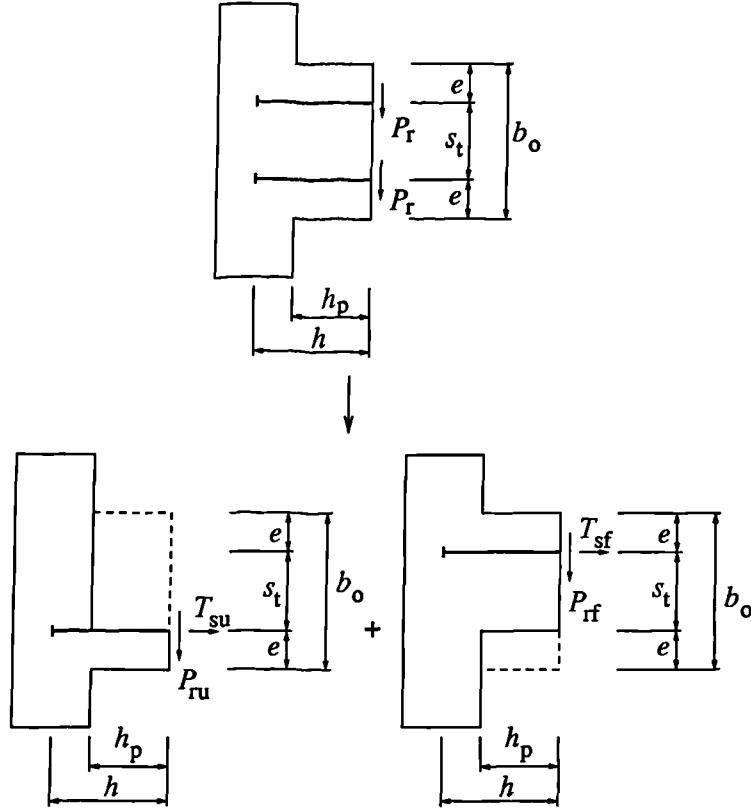 e
P_r
s_t
b_o
P_r
e
h_p
h
e
s_t
b_o
T_su
e
P_ru
h_p
h
+
e
T_sf
s_t
b_o
P_rf
e
h_p
h